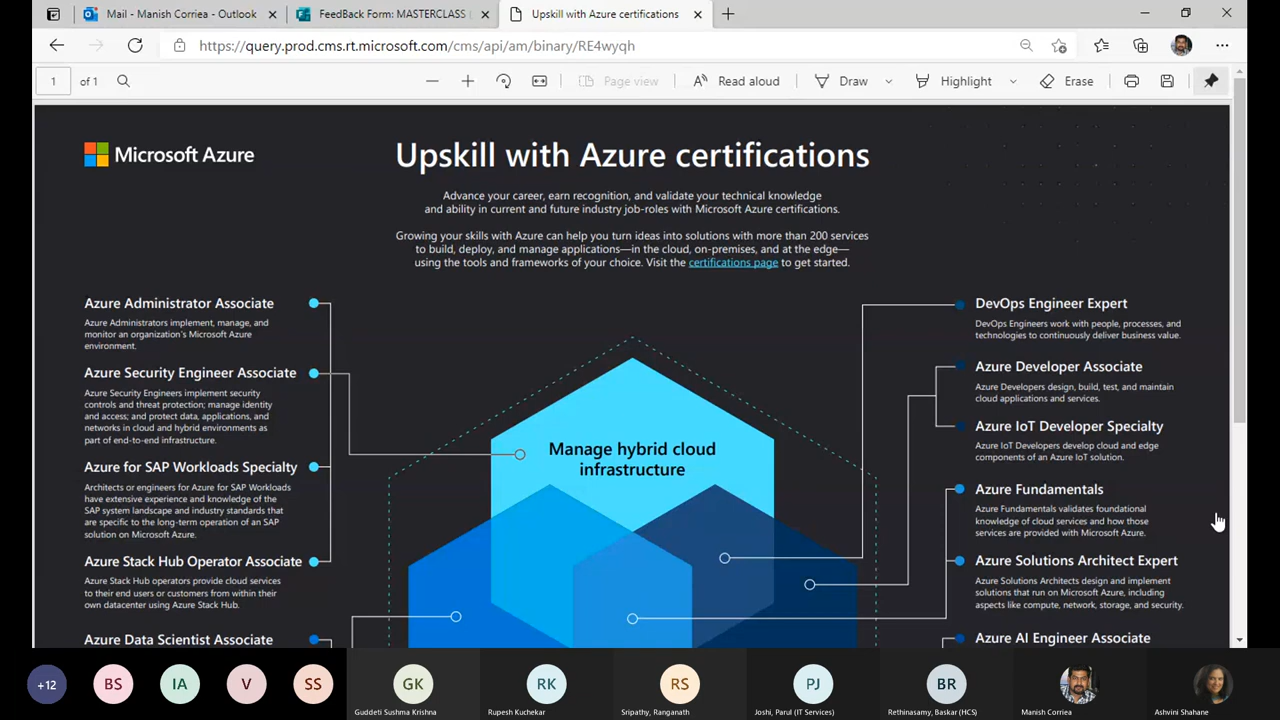 Mail - Manish Corriea - Outlook
FeedBack Form: MASTERCLASS
Upskill with Azure certifications
https://query.prod.cms.rt.microsoft.com/cms/api/am/binary/RE4wyqh
1 of 1
Page view
Read aloud
Draw
Highlight
Erase
Microsoft Azure
Upskill with Azure certifications
Advance your career, earn recognition, and validate your technical knowledge
and ability in current and future industry job-roles with Microsoft Azure certifications.
Growing your skills with Azure can help you turn ideas into solutions with more than 200 services
to build, deploy, and manage applications—in the cloud, on-premises, and at the edge—
using the tools and frameworks of your choice. Visit the certifications page to get started.
Azure Administrator Associate
Azure Administrators implement, manage, and
monitor an organization's Microsoft Azure
environment.
Azure Security Engineer Associate
Azure Security Engineers implement security
controls and threat protection; manage identity
and access; and protect data, applications, and
networks in cloud and hybrid environments as
part of end-to-end infrastructure.
Azure for SAP Workloads Specialty
Architects or engineers for Azure for SAP Workloads
have extensive experience and knowledge of the
SAP system landscape and industry standards that
are specific to the long-term operation of an SAP
solution on Microsoft Azure.
Azure Stack Hub Operator Associate
Azure Stack Hub operators provide cloud services
to their end users or customers from within their
own datacenter using Azure Stack Hub.
Azure Data Scientist Associate
Manage hybrid cloud
infrastructure
DevOps Engineer Expert
DevOps Engineers work with people, processes, and
technologies to continuously deliver business value.
Azure Developer Associate
Azure Developers design, build, test, and maintain
cloud applications and services.
Azure IoT Developer Specialty
Azure IoT Developers develop cloud and edge
components of an Azure IoT solution.
Azure Fundamentals
Azure Fundamentals validates foundational
knowledge of cloud services and how those
services are provided with Microsoft Azure.
Azure Solutions Architect Expert
Azure Solutions Architects design and implement
solutions that run on Microsoft Azure, including
aspects like compute, network, storage, and security.
Azure AI Engineer Associate
+12
BS
IA
V
SS
GK
Guddeti Sushma Krishna
RK
Rupesh Kuchekar
RS
Sripathy, Ranganath
PJ
Joshi, Parul (IT Services)
BR
Rethinasamy, Baskar (HCS)
Manish Corriea
Ashvini Shahane